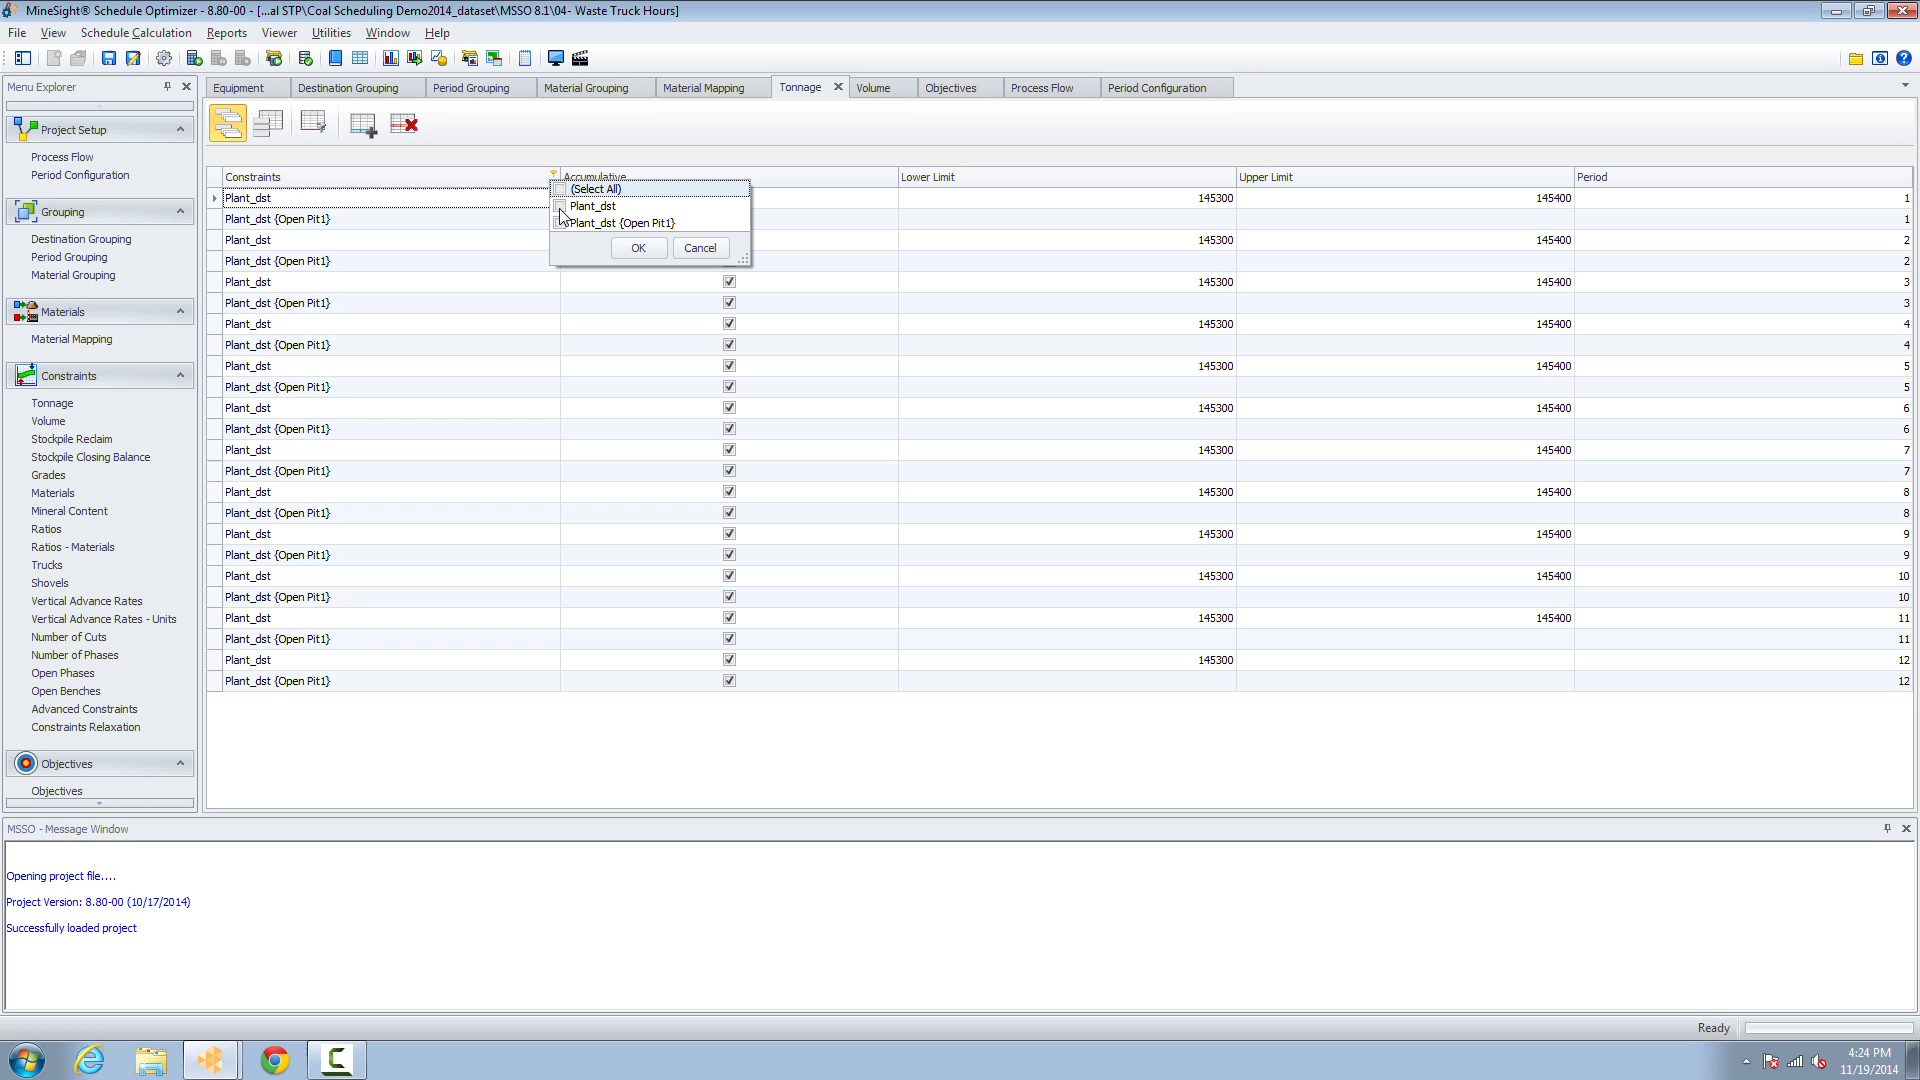 MineSight® Schedule Optimizer - 8.80-00 - [...al STP\Coal Scheduling Demo2014_dataset\MSSO 8.1\04- Waste Truck Hours]
File View Schedule Calculation Reports Viewer Utilities Window Help
Menu Explorer
Equipment Destination Grouping Period Grouping Material Grouping Material Mapping Tonnage Volume Objectives Process Flow Period Configuration
Project Setup
Process Flow
Period Configuration
Grouping
Destination Grouping
Period Grouping
Material Grouping
Materials
Material Mapping
Constraints
Tonnage
Volume
Stockpile Reclaim
Stockpile Closing Balance
Grades
Materials
Mineral Content
Ratios
Ratios - Materials
Trucks
Shovels
Vertical Advance Rates
Vertical Advance Rates - Units
Number of Cuts
Number of Phases
Open Phases
Open Benches
Advanced Constraints
Constraints Relaxation
Objectives
Objectives
Constraints Accumulative Lower Limit Upper Limit Period
Plant_dst 145300 145400 1
Plant_dst {Open Pit1} 1
Plant_dst 145300 145400 2
Plant_dst {Open Pit1} 2
Plant_dst 145300 145400 3
Plant_dst {Open Pit1} 3
Plant_dst 145300 145400 4
Plant_dst {Open Pit1} 4
Plant_dst 145300 145400 5
Plant_dst {Open Pit1} 5
Plant_dst 145300 145400 6
Plant_dst {Open Pit1} 6
Plant_dst 145300 145400 7
Plant_dst {Open Pit1} 7
Plant_dst 145300 145400 8
Plant_dst {Open Pit1} 8
Plant_dst 145300 145400 9
Plant_dst {Open Pit1} 9
Plant_dst 145300 145400 10
Plant_dst {Open Pit1} 10
Plant_dst 145300 145400 11
Plant_dst {Open Pit1} 11
Plant_dst 145300 12
Plant_dst {Open Pit1} 12
(Select All)
Plant_dst
Plant_dst {Open Pit1}
OK Cancel
MSSO - Message Window
Opening project file....
Project Version: 8.80-00 (10/17/2014)
Successfully loaded project
Ready
4:24 PM
11/19/2014